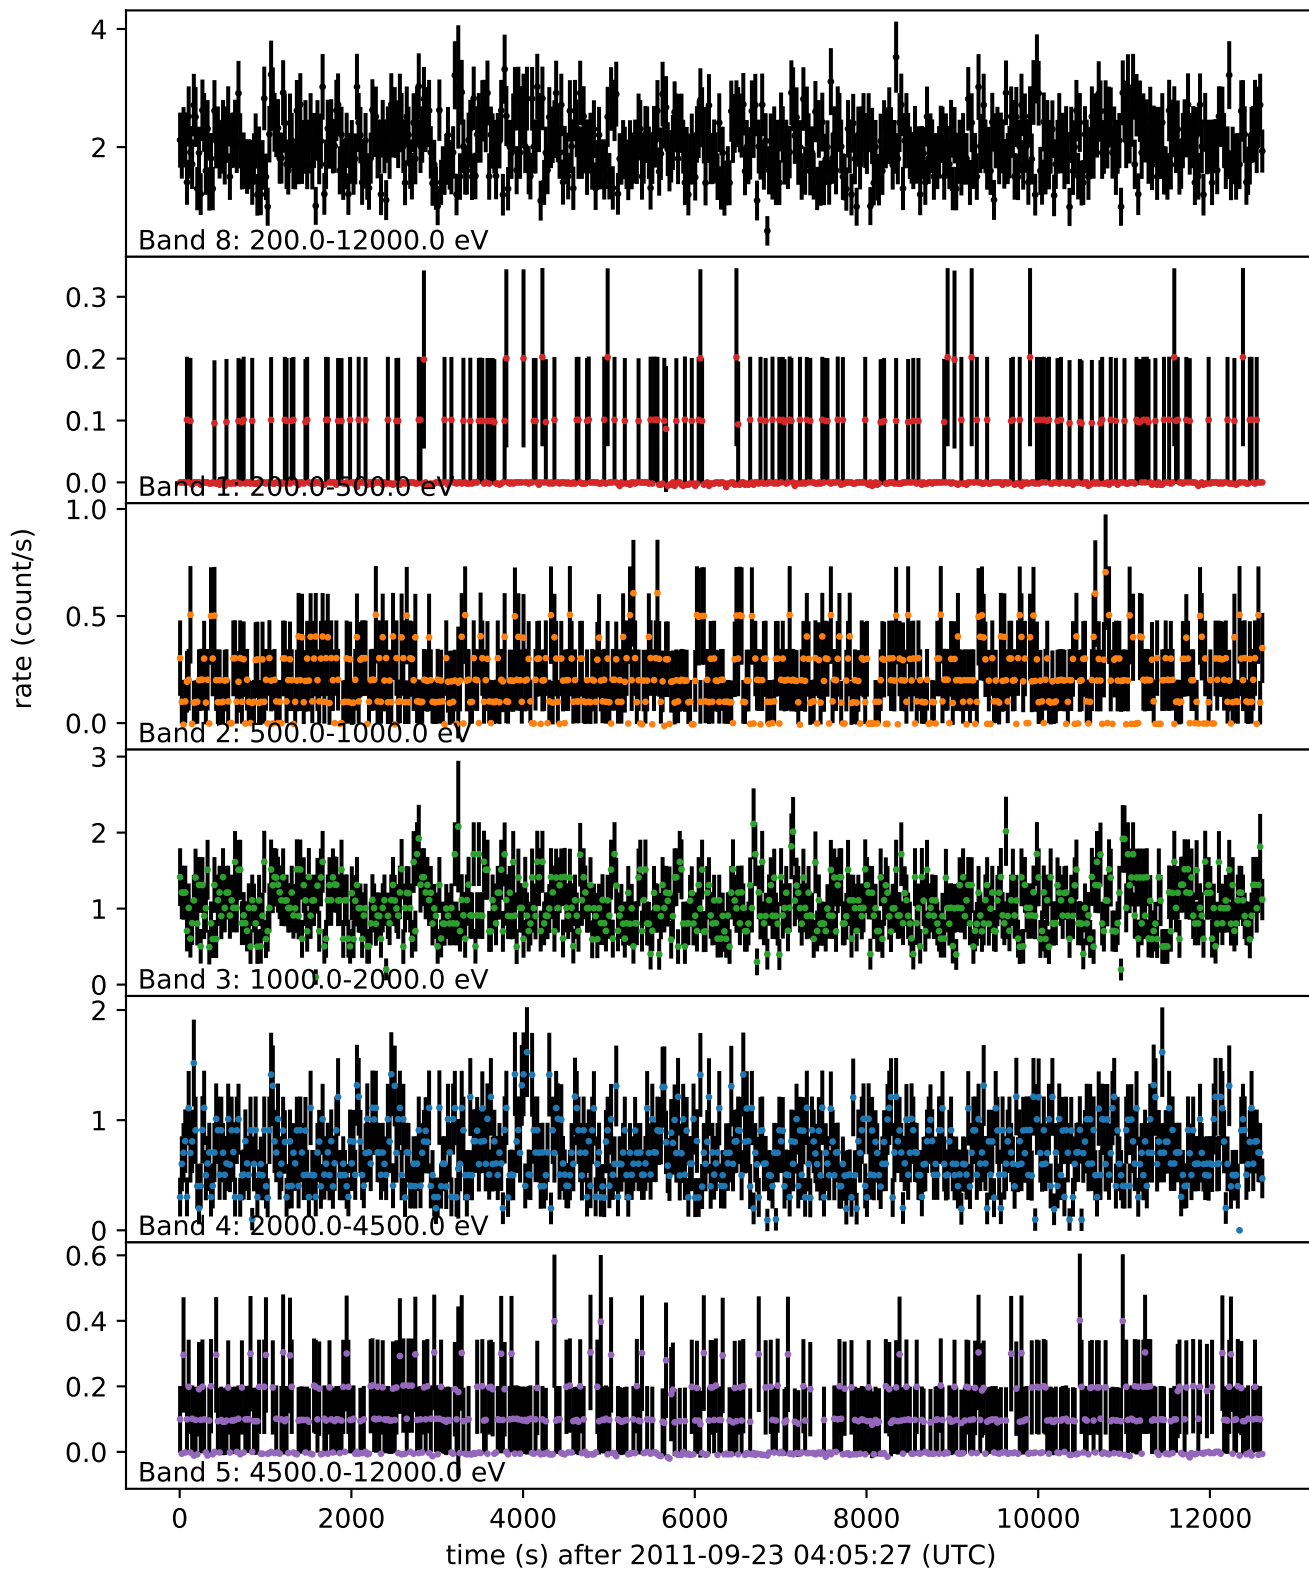 4
2
Band 8: 200.0-12000.0 eV
0.3
0.2
0.1
0.0
Band 1: 200.0-500.0 eV
1.0
0.5
0.0
Band 2: 500.0-1000.0 eV
rate (count/s)
3
2
1
0
Band 3: 1000.0-2000.0 eV
2
1
0
Band 4: 2000.0-4500.0 eV
0.6
0.4
0.2
0.0
Band 5: 4500.0-12000.0 eV
0 2000 4000 6000 8000 10000 12000
time (s) after 2011-09-23 04:05:27 (UTC)